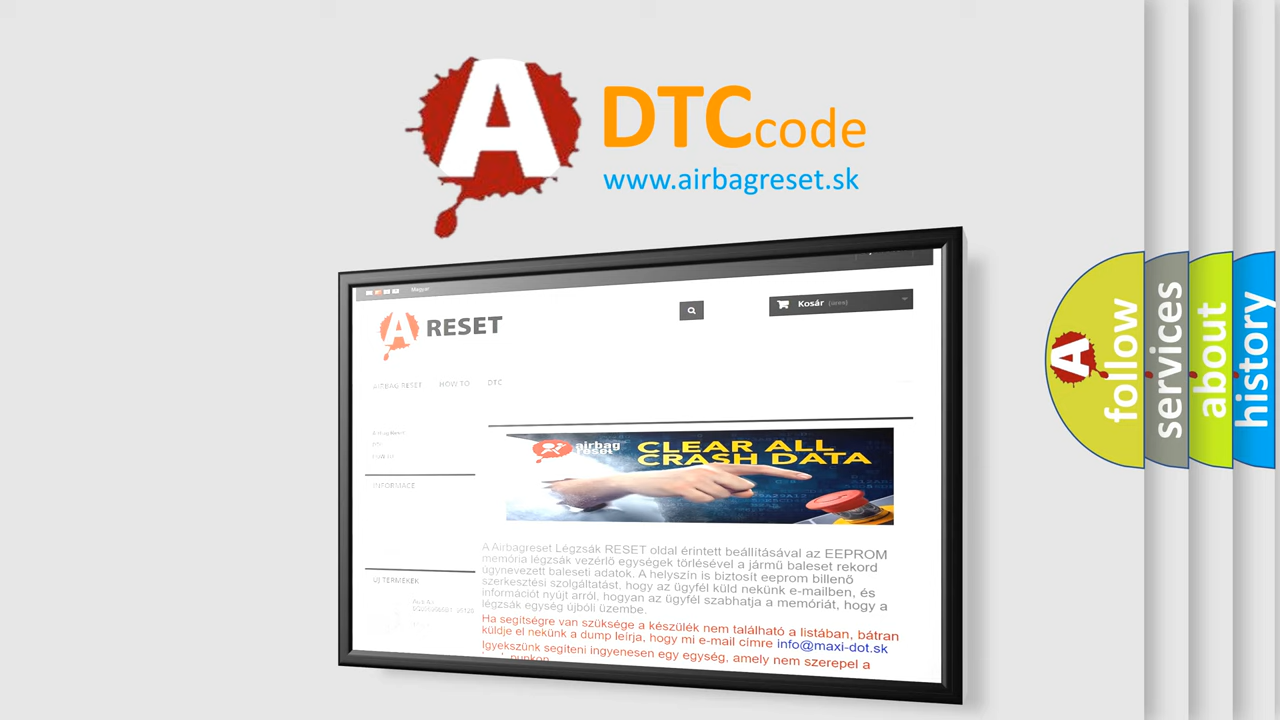 A
DTC code
www.airbagreset.sk
Magyar
A RESET
Kosár (üres)
AIRBAG RESET HOW TO DTC
INFORMACE
airbag
reset
CLEAR ALL
CRASH DATA
A Airbagreset Légzsák RESET oldal érintett beállításával az EEPROM
memória légzsák vezérlő egységek törlésével a jármű baleset rekord
úgynevezett baleseti adatok. A helyszín is biztosít eeprom billenő
szerkesztési szolgáltatást, hogy az ügyfél küld nekünk e-mailben, és
információt nyújt arról, hogyan az ügyfél szabhatja a memóriát, hogy a
légzsák egység újbóli üzembe.
Ha segítségre van szüksége a készülék nem található a listában, bátran
küldje el nekünk a dump leírja, hogy mi e-mail címre info@maxi-dot.sk
Igyekszünk segíteni ingyenesen egy egység, amely nem szerepel a
ÚJ TERMÉKEK
A
follow
services
about
history